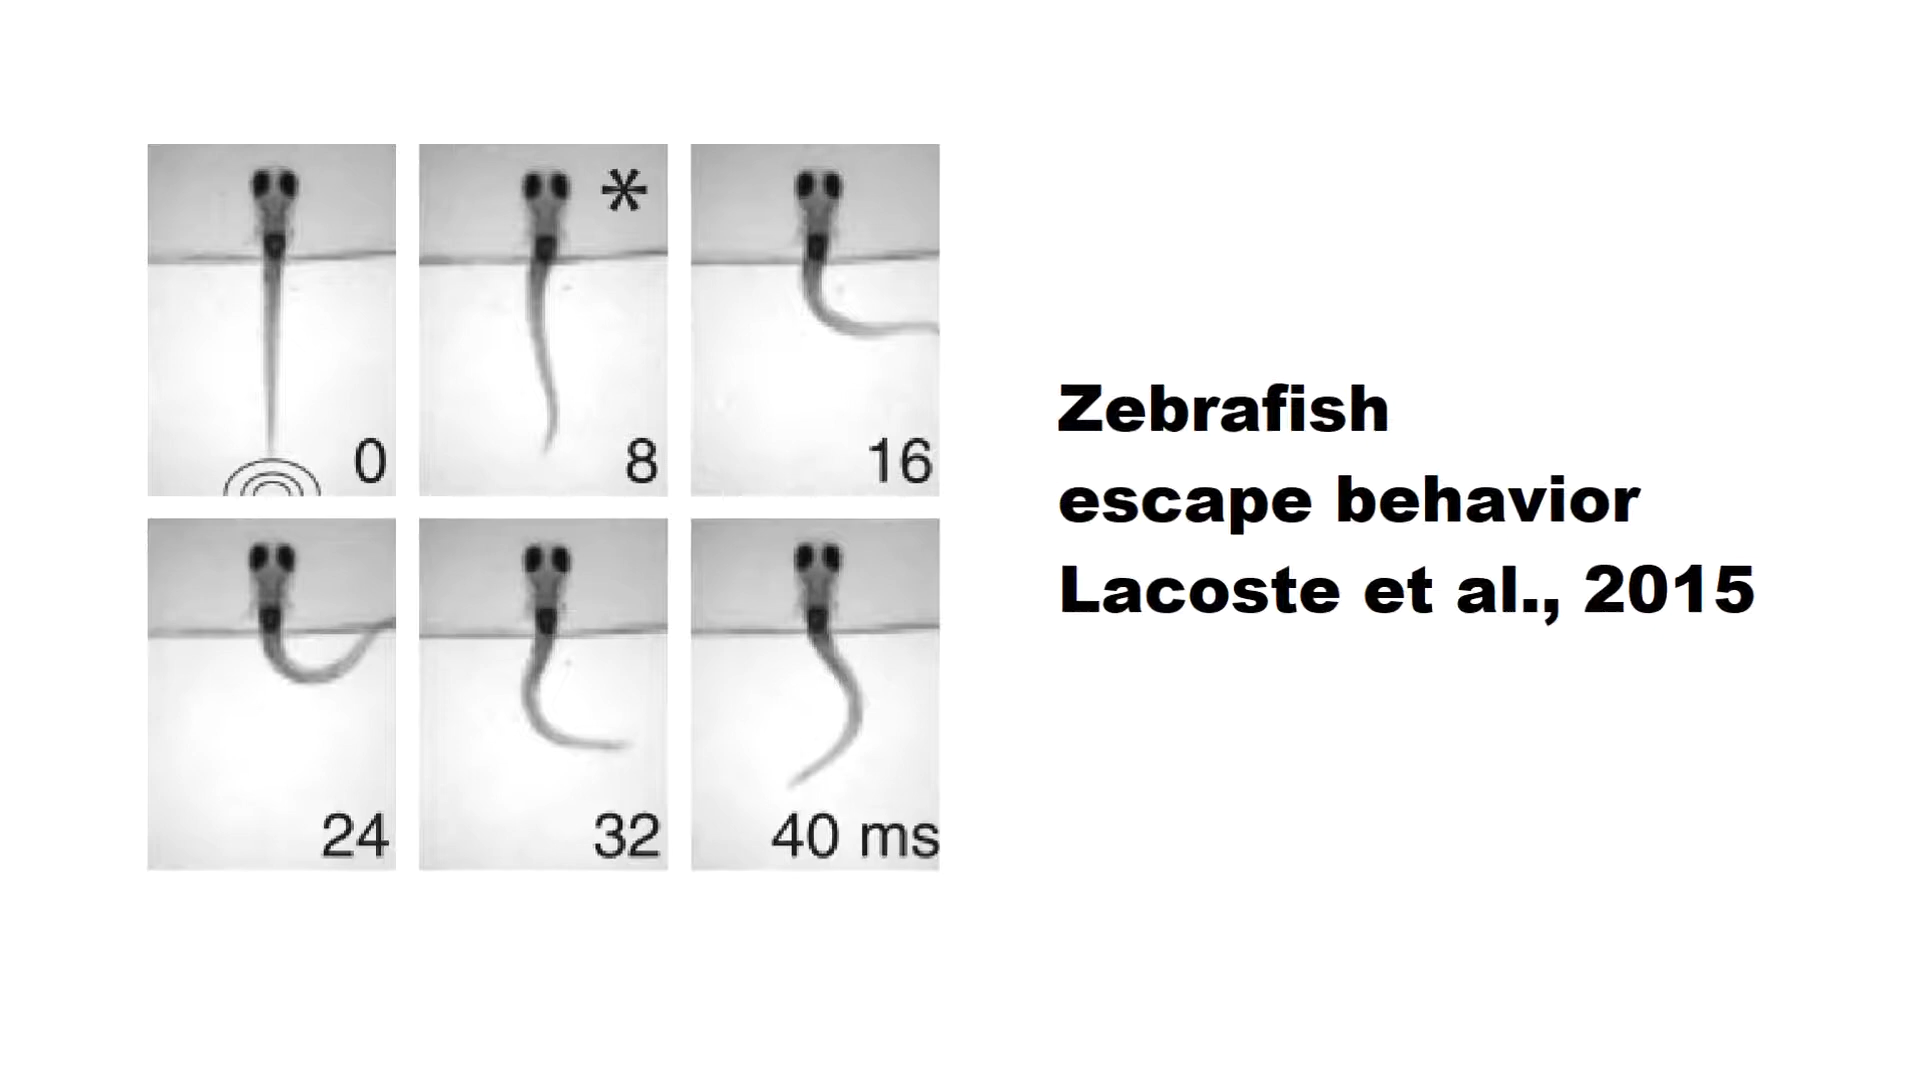 *
0
8
16
24
32
40 ms
Zebrafish
escape behavior
Lacoste et al., 2015